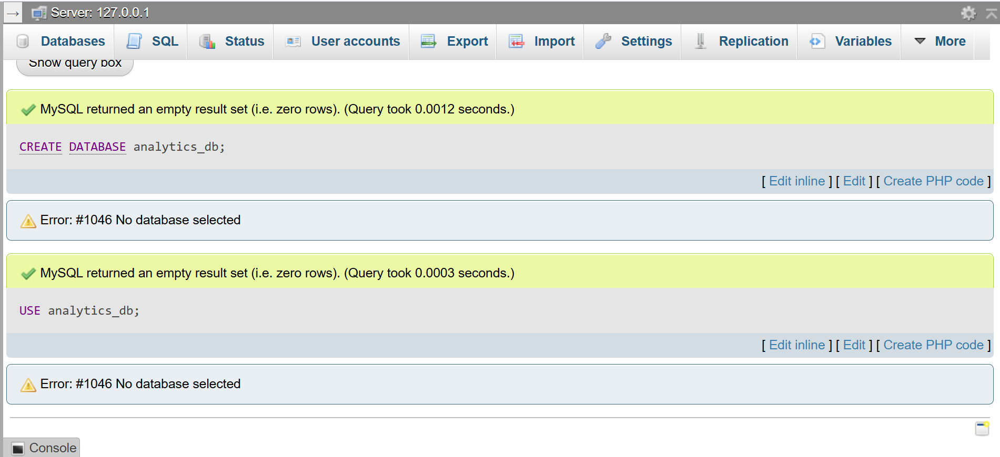 → Server: 127.0.0.1
Databases SQL Status User accounts Export Import Settings Replication Variables More
Show query box
MySQL returned an empty result set (i.e. zero rows). (Query took 0.0012 seconds.)
CREATE DATABASE analytics_db;
[ Edit inline ] [ Edit ] [ Create PHP code ]
Error: #1046 No database selected
MySQL returned an empty result set (i.e. zero rows). (Query took 0.0003 seconds.)
USE analytics_db;
[ Edit inline ] [ Edit ] [ Create PHP code ]
Error: #1046 No database selected
Console